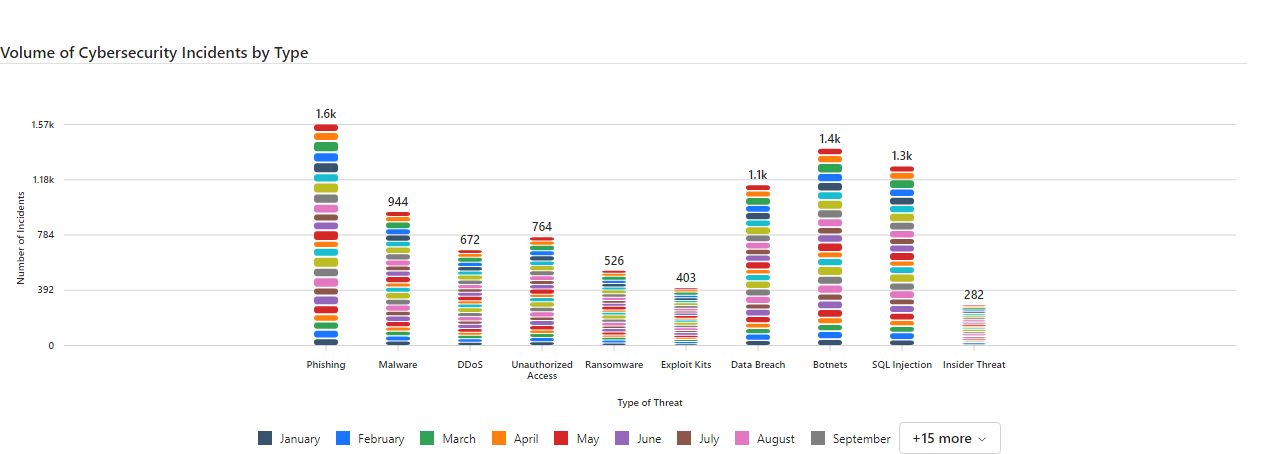 Volume of Cybersecurity Incidents by Type
Number of Incidents
1.57k
1.18k
784
392
0
1.6k
944
672
764
526
403
1.1k
1.4k
1.3k
282
Phishing
Malware
DDoS
Unauthorized
Access
Ransomware
Exploit Kits
Data Breach
Botnets
SQL Injection
Insider Threat
Type of Threat
January
February
March
April
May
June
July
August
September
+15 more